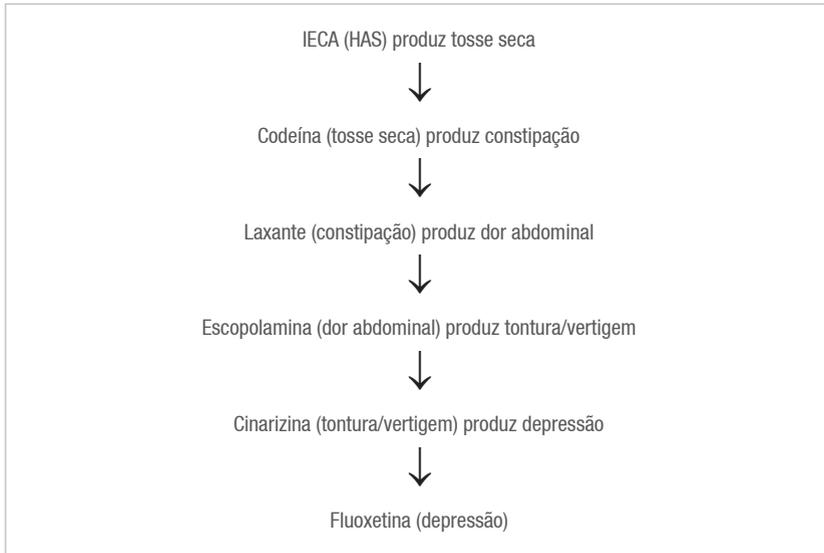 IECA (HAS) produz tosse seca
Codeína (tosse seca) produz constipação
Laxante (constipação) produz dor abdominal
Escopolamina (dor abdominal) produz tontura/vertigem
Cinarizina (tontura/vertigem) produz depressão
Fluoxetina (depressão)